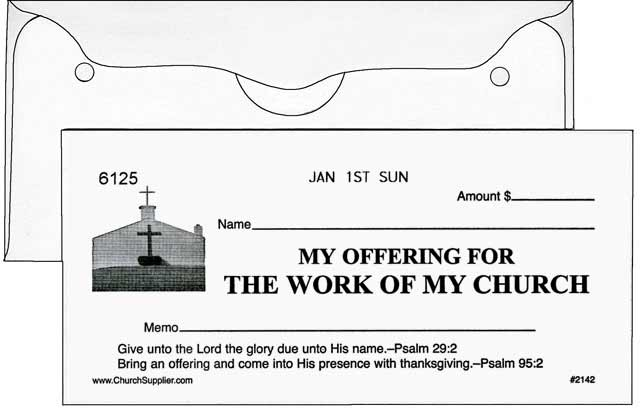 6125
JAN 1ST SUN
Amount $
Name
MY OFFERING FOR
THE WORK OF MY CHURCH
Memo
Give unto the Lord the glory due unto His name.–Psalm 29:2
Bring an offering and come into His presence with thanksgiving.–Psalm 95:2
www.ChurchSupplier.com #2142